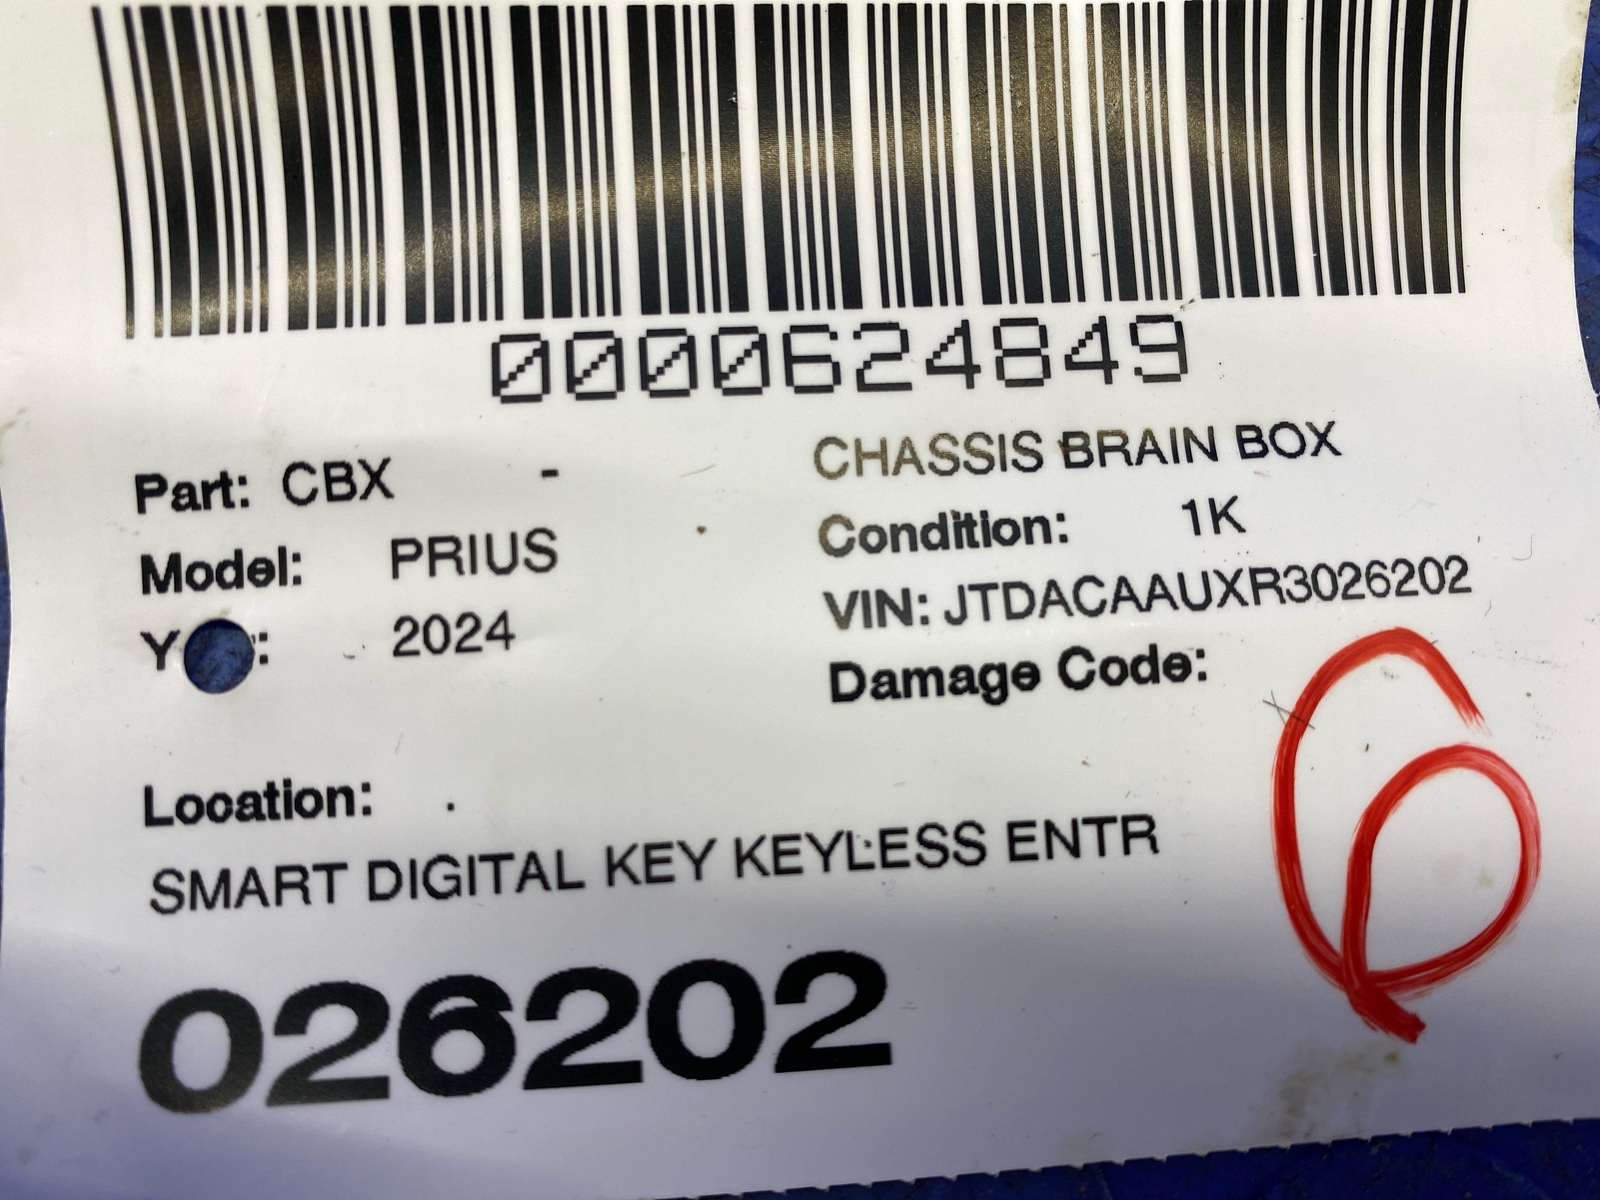 0000624849
Part: CBX - CHASSIS BRAIN BOX
Model: PRIUS Condition: 1K
2024 VIN: JTDACAAUXR3026202
Damage Code:
Location: .
SMART DIGITAL KEY KEYLESS ENTR
026202
6